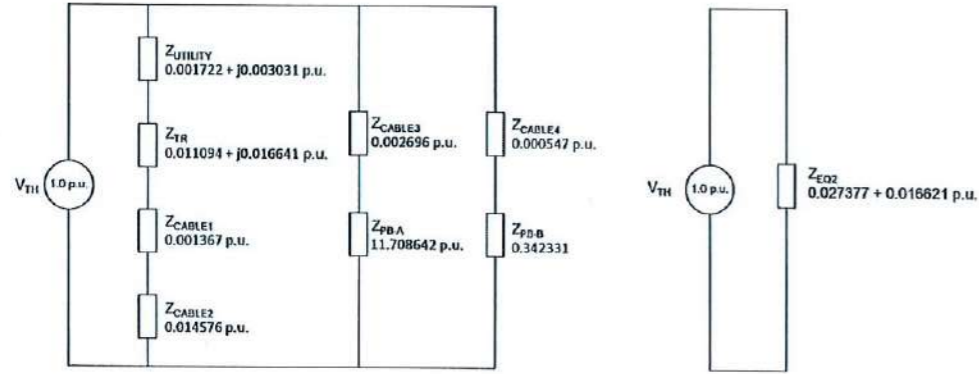 Z_UTILITY
0.001722 + j0.003031 p.u.
Z_TR
0.011094 + j0.016641 p.u.
Z_CABLE1
0.001367 p.u.
Z_CABLE2
0.014576 p.u.
V_TH
1.0 p.u.
Z_CABLE3
0.002696 p.u.
Z_PB-A
11.708642 p.u.
Z_CABLE4
0.000547 p.u.
Z_PB-B
0.342331
V_TH
1.0 p.u.
Z_EQ2
0.027377 + 0.016621 p.u.